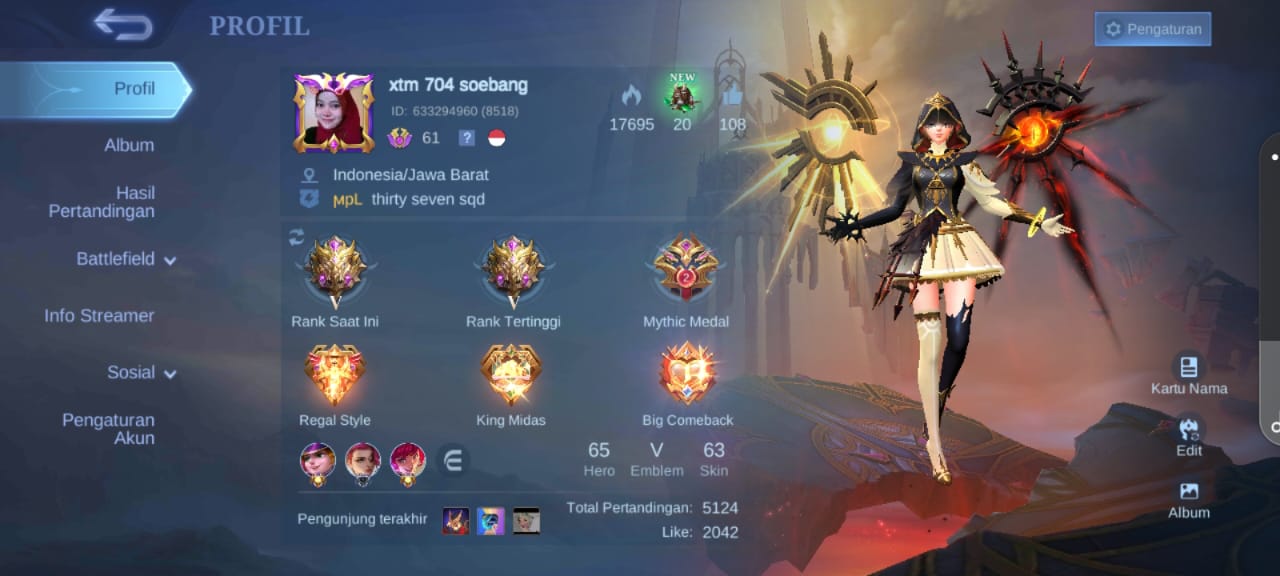 PROFIL
Pengaturan
Profil
Album
Hasil
Pertandingan
Battlefield
Info Streamer
Sosial
Pengaturan
Akun
xtm 704 soebang
ID: 633294960 (8518)
61
?
Indonesia/Jawa Barat
MpL thirty seven sqd
NEW
17695
20
108
V
V
?
Rank Saat Ini
Rank Tertinggi
Mythic Medal
Regal Style
King Midas
Big Comeback
65
V
63
Hero
Emblem
Skin
Pengunjung terakhir
Total Pertandingan: 5124
Like: 2042
Kartu Nama
Edit
Album